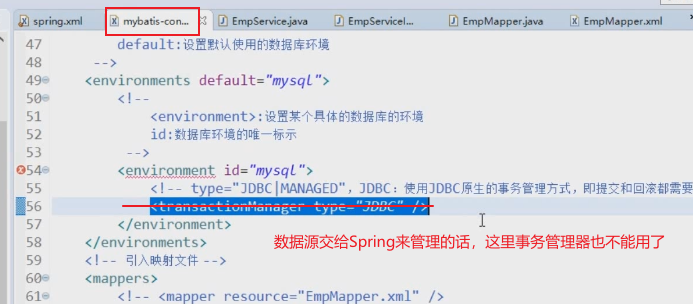 spring.xml mybatis-con... EmpService.java EmpServiceI... EmpMapper.java EmpMapper.xml
47 default:设置默认使用的数据库环境
48 -->
49 <environments default="mysql">
50 <!--
51 <environment>:设置某个具体的数据库的环境
52 id:数据库环境的唯一标示
53 -->
54 <environment id="mysql">
55 <!-- type="JDBC|MANAGED", JDBC：使用JDBC原生的事务管理方式，即提交和回滚都需要
56 <transactionManager type="JDBC" />
57 </environment>
数据源交给Spring来管理的话，这里事务管理器也不能用了
58 </environments>
59 <!-- 引入映射文件 -->
60 <mappers>
61 <!-- <mapper resource="EmpMapper.xml" />